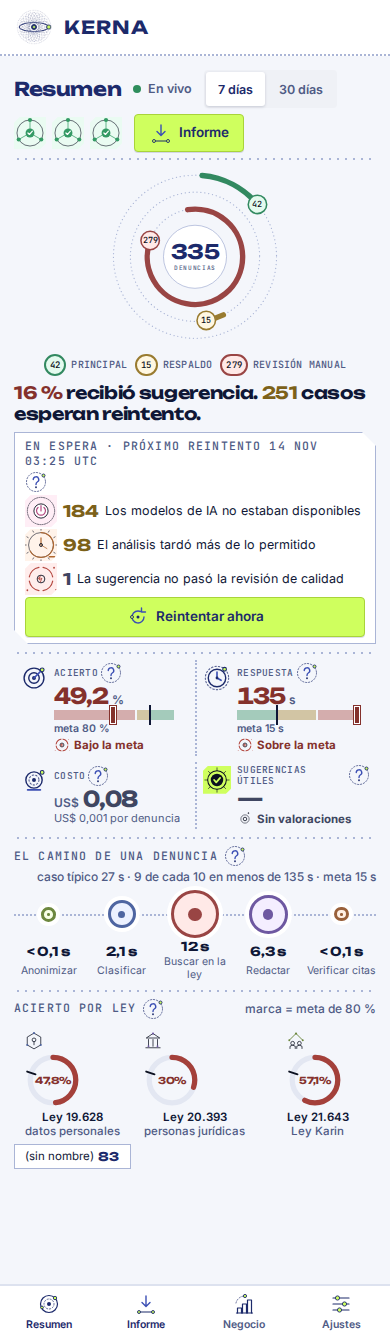 KERNA
Resumen
En vivo
7 días
30 días
Informe
42
279
335
DENUNCIAS
15
42 PRINCIPAL 15 RESPALDO 279 REVISIÓN MANUAL
16 % recibió sugerencia. 251 casos
esperan reintento.
EN ESPERA · PRÓXIMO REINTENTO 14 NOV
03:25 UTC
?
184 Los modelos de IA no estaban disponibles
98 El análisis tardó más de lo permitido
1 La sugerencia no pasó la revisión de calidad
Reintentar ahora
ACIERTO ?
49,2 %
meta 80 %
Bajo la meta
RESPUESTA ?
135 s
meta 15 s
Sobre la meta
COSTO ?
US$ 0,08
US$ 0,001 por denuncia
SUGERENCIAS
ÚTILES
?
—
Sin valoraciones
EL CAMINO DE UNA DENUNCIA ?
caso típico 27 s · 9 de cada 10 en menos de 135 s · meta 15 s
<0,1 s
Anonimizar
2,1 s
Clasificar
12 s
Buscar en la
ley
6,3 s
Redactar
<0,1 s
Verificar citas
ACIERTO POR LEY ?
marca = meta de 80 %
47,8%
Ley 19.628
datos personales
30%
Ley 20.393
personas jurídicas
57,1%
Ley 21.643
Ley Karin
(sin nombre) 83
Resumen
Informe
Negocio
Ajustes